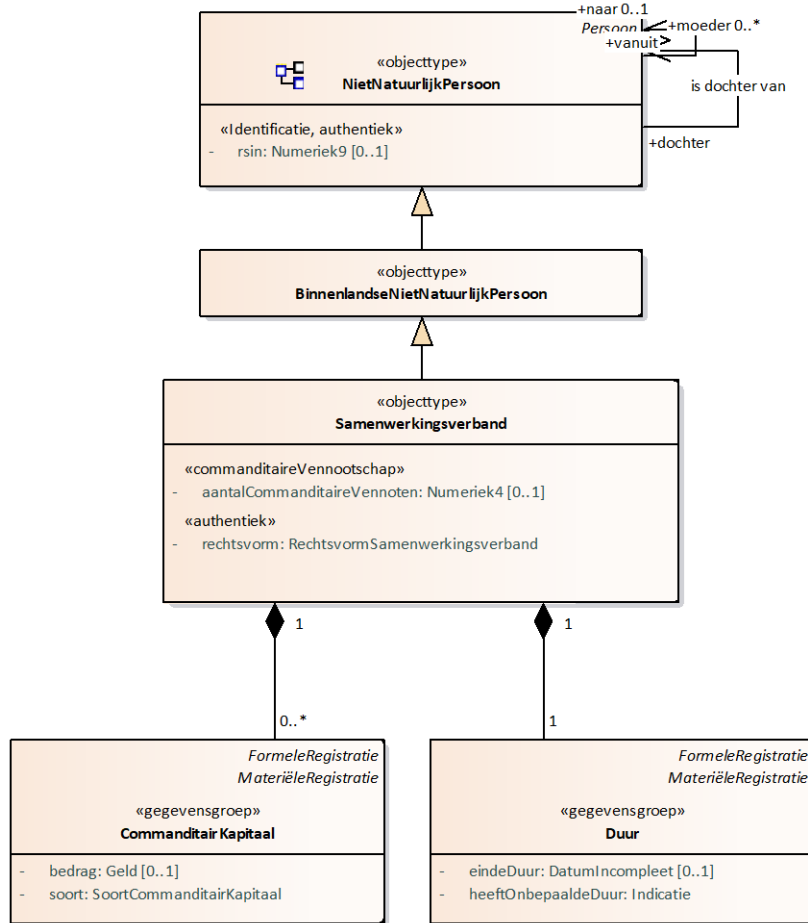 +naar 0..1
Persoon
+moeder 0..*
+vanuit
«objecttype»
NietNatuurlijkPersoon
is dochter van
«Identificatie, authentiek»
- rsin: Numeriek9 [0..1]
+dochter
«objecttype»
BinnenlandseNietNatuurlijkPersoon
«objecttype»
Samenwerkingsverband
«commanditaireVennootschap»
- aantalCommanditaireVennoten: Numeriek4 [0..1]
«authentiek»
- rechtsvorm: RechtsvormSamenwerkingsverband
1
1
0..*
1
FormeleRegistratie
MateriëleRegistratie
«gegevensgroep»
CommanditairKapitaal
- bedrag: Geld [0..1]
- soort: SoortCommanditairKapitaal
FormeleRegistratie
MateriëleRegistratie
«gegevensgroep»
Duur
- eindeDuur: DatumIncompleet [0..1]
- heeftOnbepaaldeDuur: Indicatie